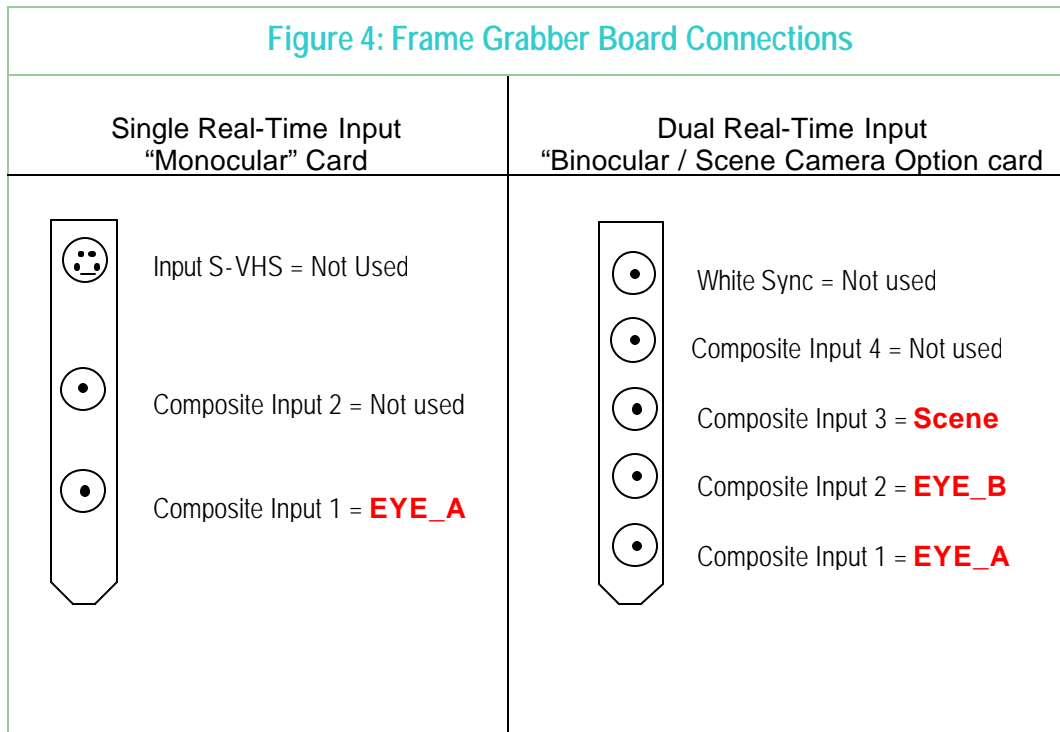 Figure 4: Frame Grabber Board Connections
Single Real-Time Input
“Monocular” Card
Input S-VHS = Not Used
Composite Input 2 = Not used
Composite Input 1 = EYE_A
Dual Real-Time Input
“Binocular / Scene Camera Option card
White Sync = Not used
Composite Input 4 = Not used
Composite Input 3 = Scene
Composite Input 2 = EYE_B
Composite Input 1 = EYE_A